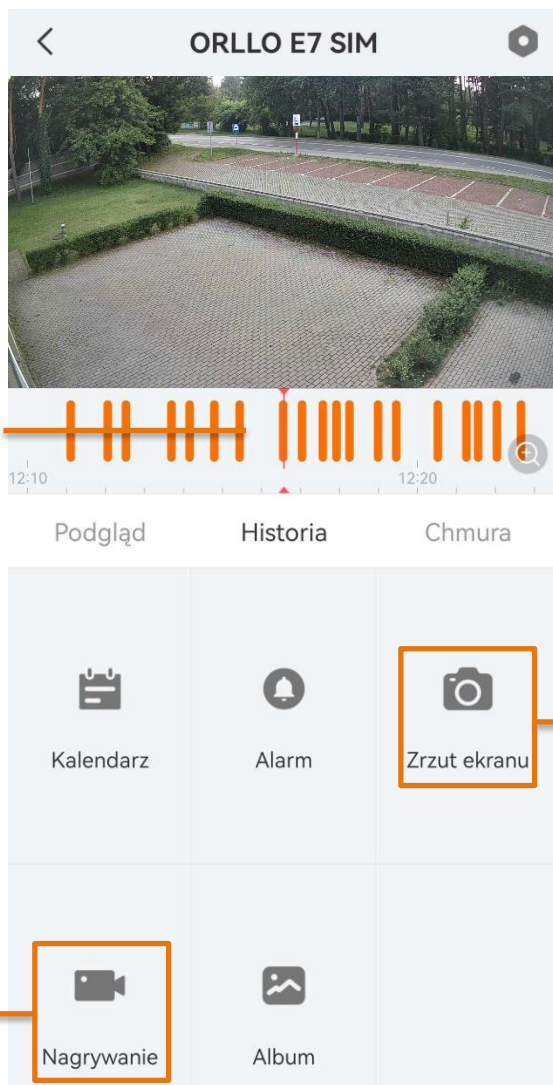 ORLLO E7 SIM
12:10
12:20
Podgląd
Historia
Chmura
Kalendarz
Alarm
Zrzut ekranu
Nagrywanie
Album